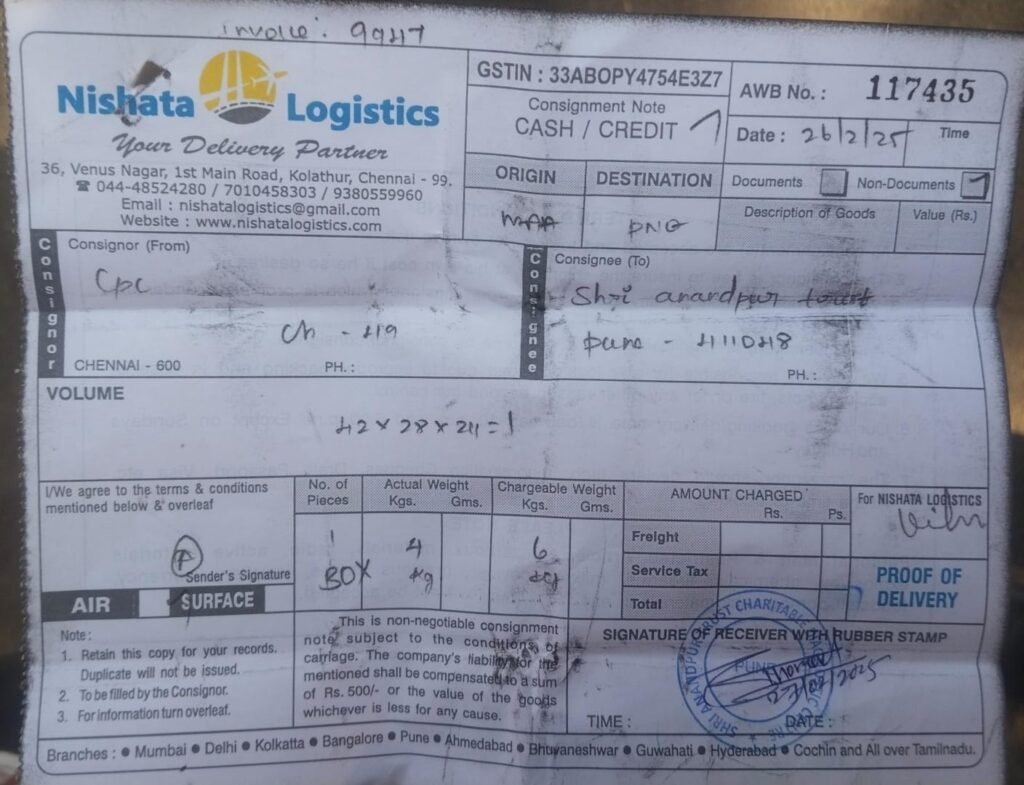 invoice: 9947
Nishata Logistics
Your Delivery Partner
36, Venus Nagar, 1st Main Road, Kolathur, Chennai - 99.
☎ 044-48524280 / 7010458303 / 9380559960
Email : nishatalogistics@gmail.com
Website : www.nishatalogistics.com
GSTIN : 33ABOPY4754E3Z7
Consignment Note
CASH / CREDIT
AWB No. : 117435
Date : 26/2/25 Time
ORIGIN DESTINATION
MAA PNQ
Documents Non-Documents
Description of Goods Value (Rs.)
Consignor
Consignor (From)
CPC
Ch - 119
CHENNAI - 600 PH. :
Consignee
Consignee (To)
Shri anandpur
Pune - 411048
PH. :
VOLUME
42 x 28 x 24 = 1
I/We agree to the terms & conditions
mentioned below & overleaf
Sender's Signature
AIR SURFACE
No. of Pieces
1
BOX
Actual Weight
Kgs. Gms.
4
kg
Chargeable Weight
Kgs. Gms.
6
kg
AMOUNT CHARGED
Rs. Ps.
Freight
Service Tax
Total
For NISHATA LOGISTICS
PROOF OF
DELIVERY
Note :
1. Retain this copy for your records.
Duplicate will not be issued.
2. To be filled by the Consignor.
3. For information turn overleaf.
This is non-negotiable consignment
note subject to the conditions of
carriage. The company's liability for the
mentioned shall be compensated to a sum
of Rs. 500/- or the value of the goods
whichever is less for any cause.
SIGNATURE OF RECEIVER WITH RUBBER STAMP
SHRI ANANDPUR TRUST CHARITABLE
PUNE
27/02/2025
TIME : DATE :
Branches : ● Mumbai ● Delhi ● Kolkatta ● Bangalore ● Pune ● Ahmedabad ● Bhuyaneshwar ● Guwahati ● Hyderabad ● Cochin and All over Tamilnadu.